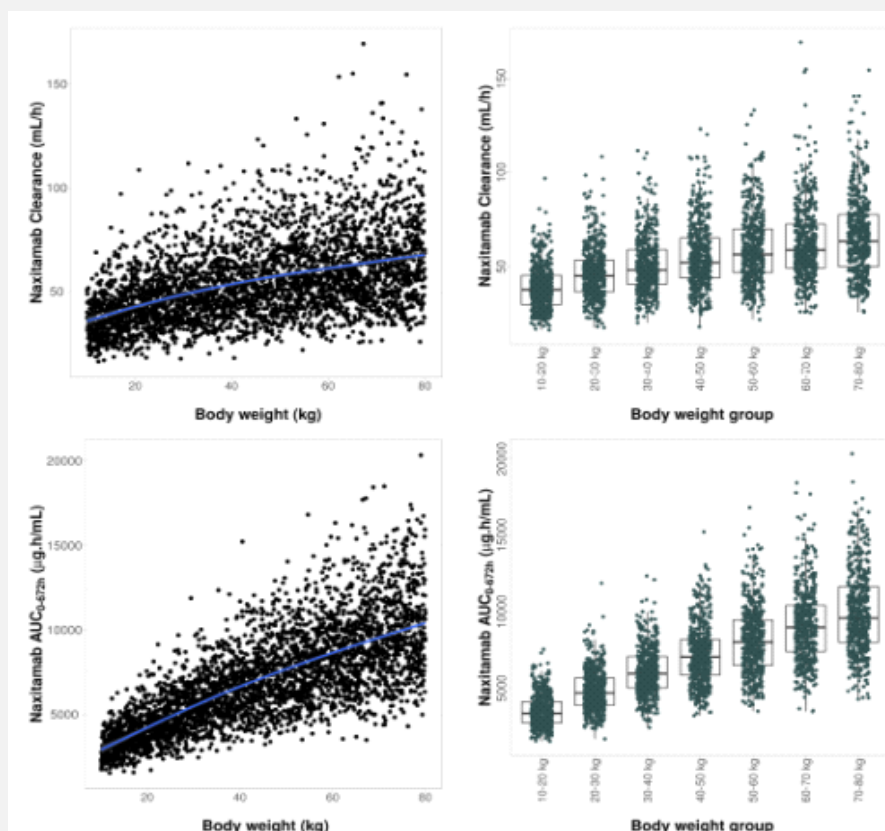 Naxitamab Clearance (mL/h)
150
100
50
20
40
60
80
Body weight (kg)
Naxitamab Clearance (mL/h)
150
100
50
10-20 kg
20-30 kg
30-40 kg
40-50 kg
50-60 kg
60-70 kg
70-80 kg
Body weight group
Naxitamab AUC0-672h (µg.h/mL)
20000
15000
10000
5000
20
40
60
80
Body weight (kg)
Naxitamab AUC0-672h (µg.h/mL)
20000
15000
10000
5000
10-20 kg
20-30 kg
30-40 kg
40-50 kg
50-60 kg
60-70 kg
70-80 kg
Body weight group